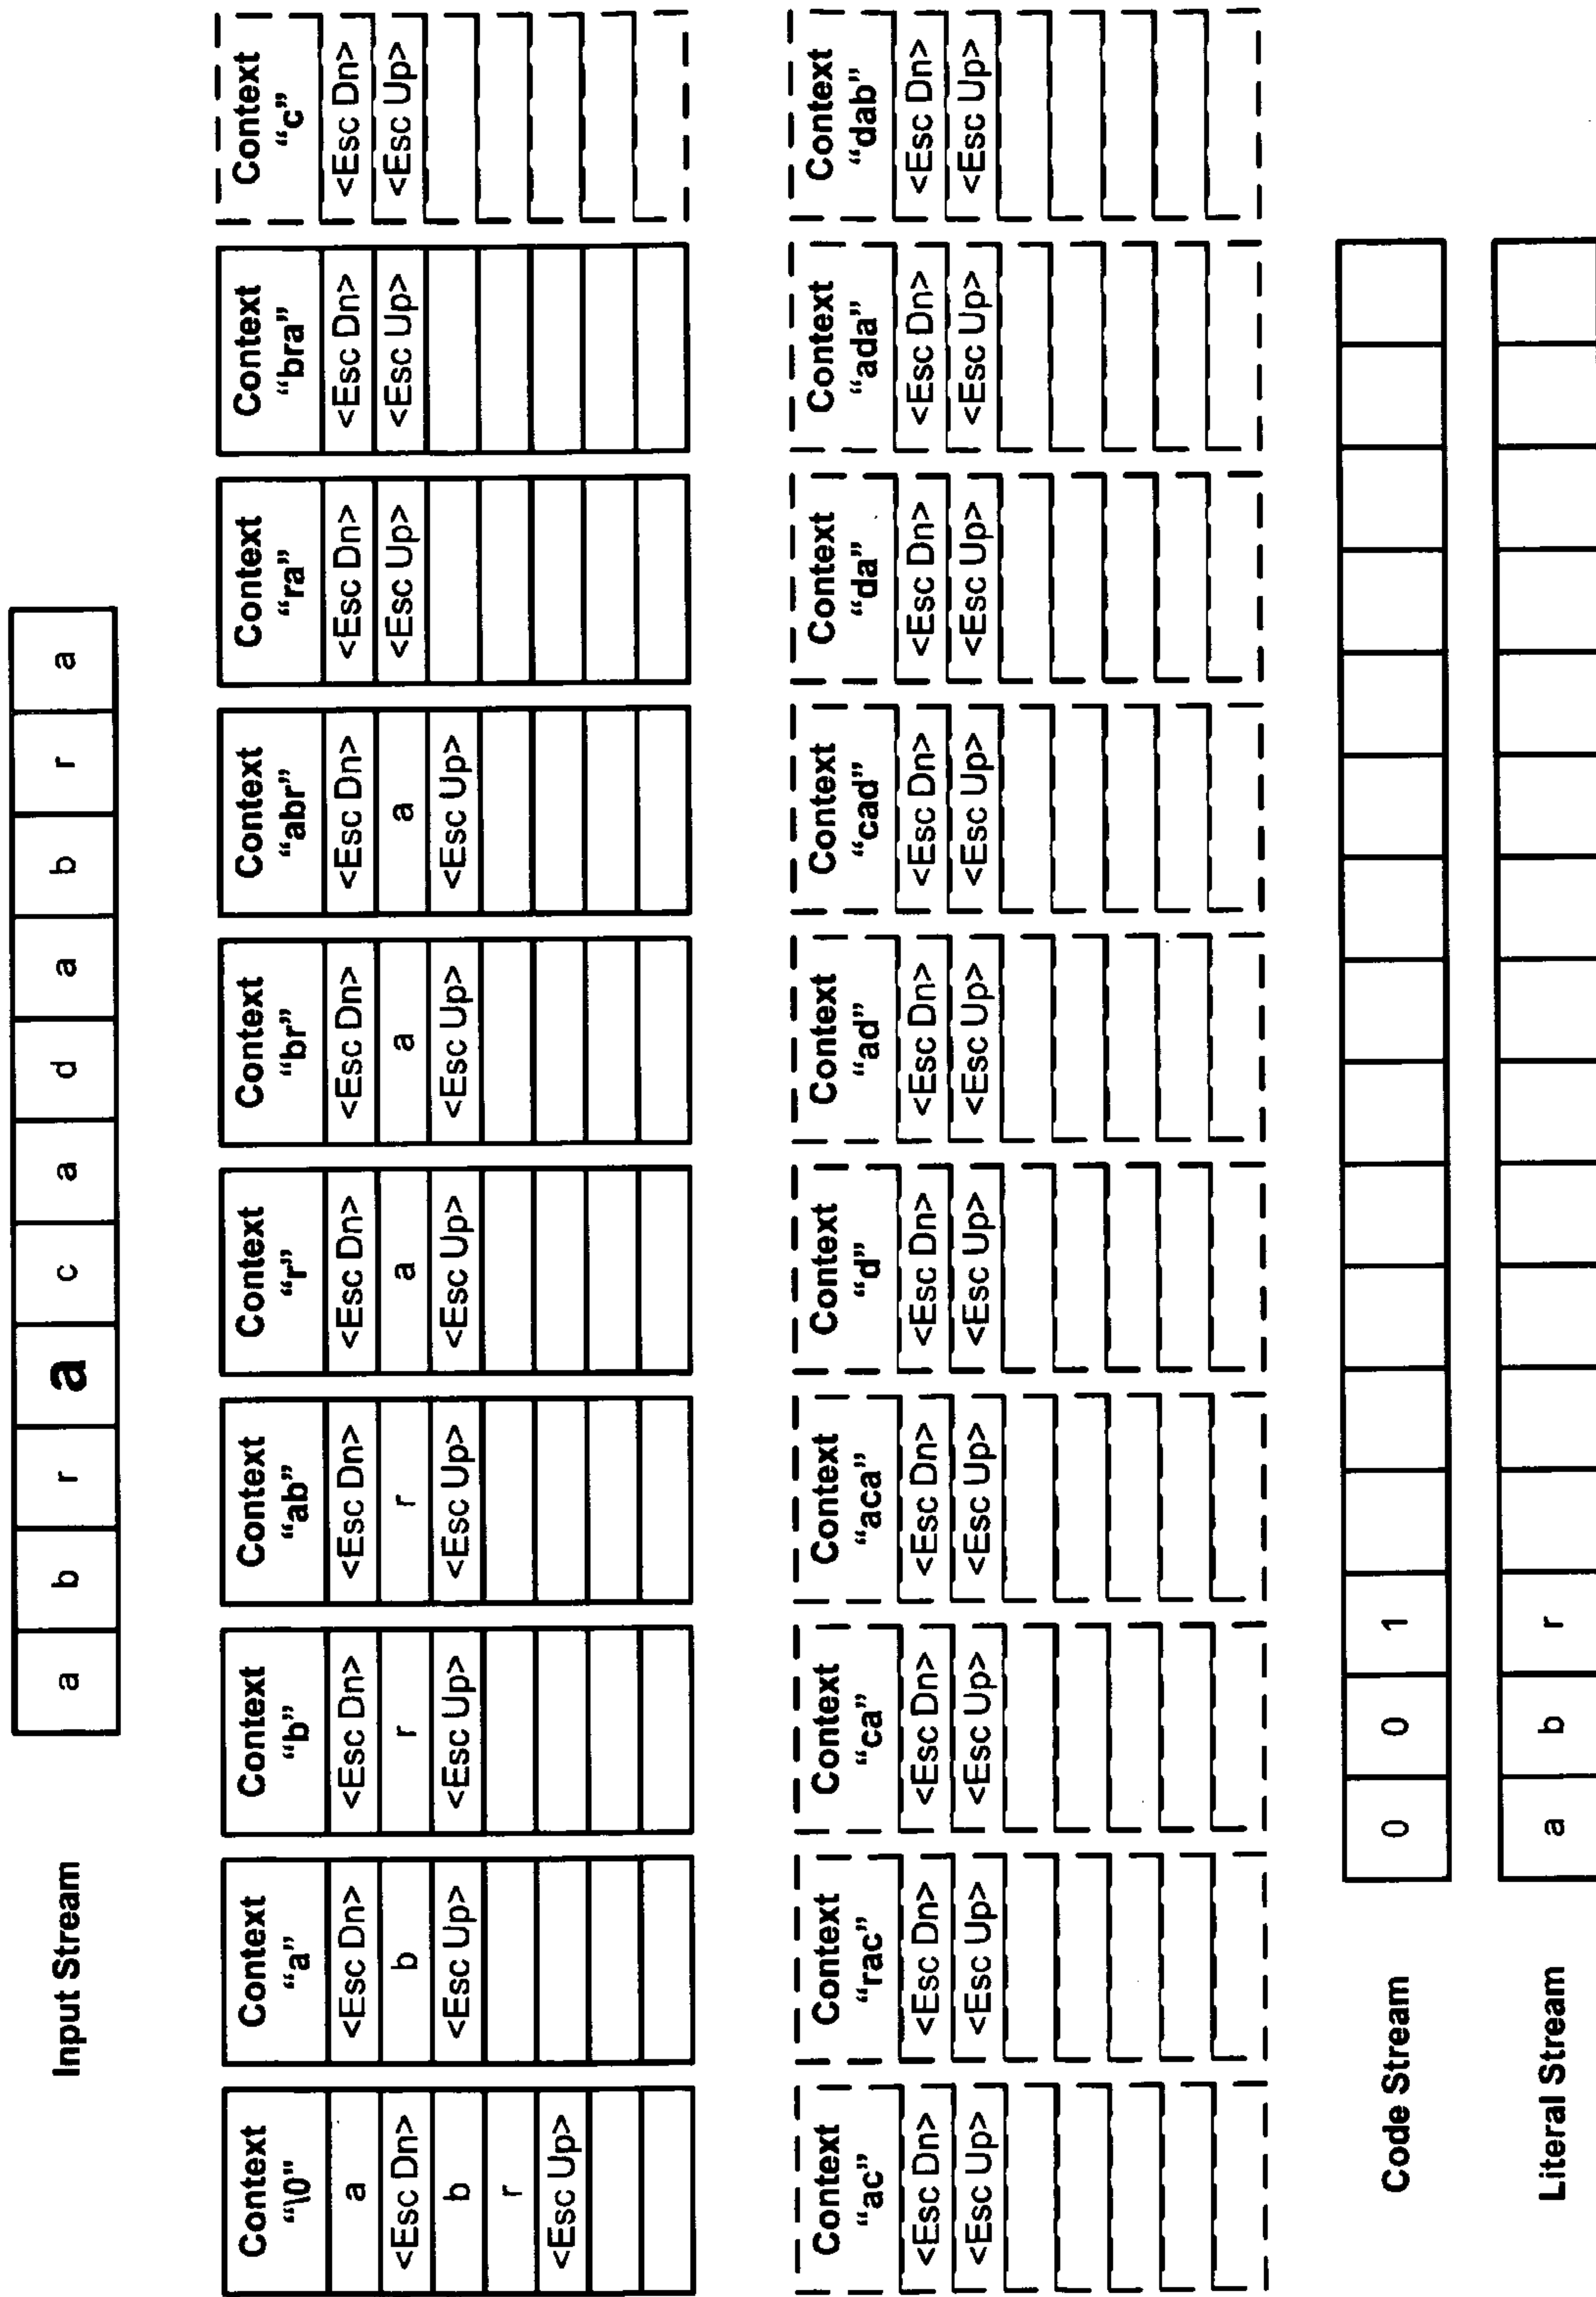 Input Stream
a b r a c a d a b r a
Context "\0"
a
<Esc Dn>
b
r
<Esc Up>
Context "a"
<Esc Dn>
b
<Esc Up>
Context "b"
<Esc Dn>
r
<Esc Up>
Context "ab"
<Esc Dn>
r
<Esc Up>
Context "r"
<Esc Dn>
a
<Esc Up>
Context "br"
<Esc Dn>
a
<Esc Up>
Context "abr"
<Esc Dn>
a
<Esc Up>
Context "ra"
<Esc Dn>
<Esc Up>
Context "bra"
<Esc Dn>
<Esc Up>
Context "c"
<Esc Dn>
<Esc Up>
Context "ac"
<Esc Dn>
<Esc Up>
Context "rac"
<Esc Dn>
<Esc Up>
Context "ca"
<Esc Dn>
<Esc Up>
Context "aca"
<Esc Dn>
<Esc Up>
Context "d"
<Esc Dn>
<Esc Up>
Context "ad"
<Esc Dn>
<Esc Up>
Context "cad"
<Esc Dn>
<Esc Up>
Context "da"
<Esc Dn>
<Esc Up>
Context "ada"
<Esc Dn>
<Esc Up>
Context "dab"
<Esc Dn>
<Esc Up>
Code Stream
0 0 1
Literal Stream
a b r